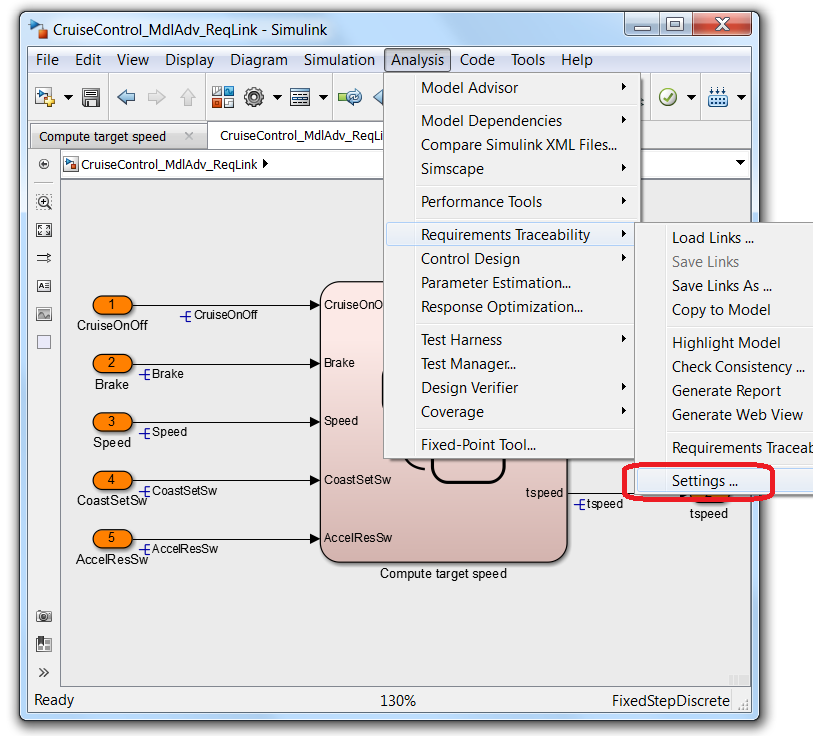 CruiseControl_MdlAdv_ReqLink - Simulink
File Edit View Display Diagram Simulation Analysis Code Tools Help
Compute target speed
CruiseControl_MdlAdv_ReqLi
CruiseControl_MdlAdv_ReqLink
Model Advisor
Model Dependencies
Compare Simulink XML Files...
Simscape
Performance Tools
Requirements Traceability
Control Design
Parameter Estimation...
Response Optimization...
Test Harness
Test Manager...
Design Verifier
Coverage
Fixed-Point Tool...
Load Links ...
Save Links
Save Links As ...
Copy to Model
Highlight Model
Check Consistency ...
Generate Report
Generate Web View
Requirements Traceab
Settings ...
1
CruiseOnOff
CruiseOnOff
CruiseOnO
2
Brake
Brake
Brake
3
Speed
Speed
Speed
4
CoastSetSw
CoastSetSw
CoastSetSw
5
AccelResSw
AccelResSw
AccelResSw
tspeed
tspeed
tspeed
Compute target speed
Ready
130%
FixedStepDiscrete